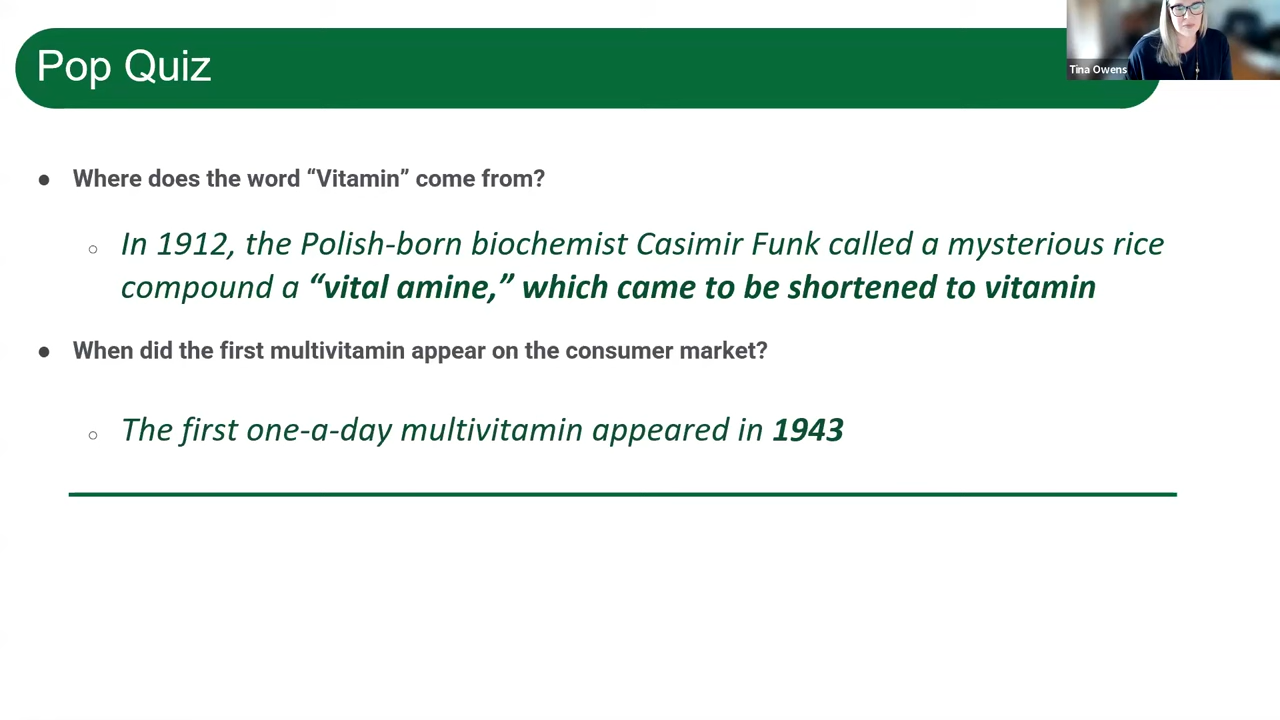 Pop Quiz
Tina Owens
● Where does the word “Vitamin” come from?
○ In 1912, the Polish-born biochemist Casimir Funk called a mysterious rice
compound a “vital amine,” which came to be shortened to vitamin
● When did the first multivitamin appear on the consumer market?
○ The first one-a-day multivitamin appeared in 1943